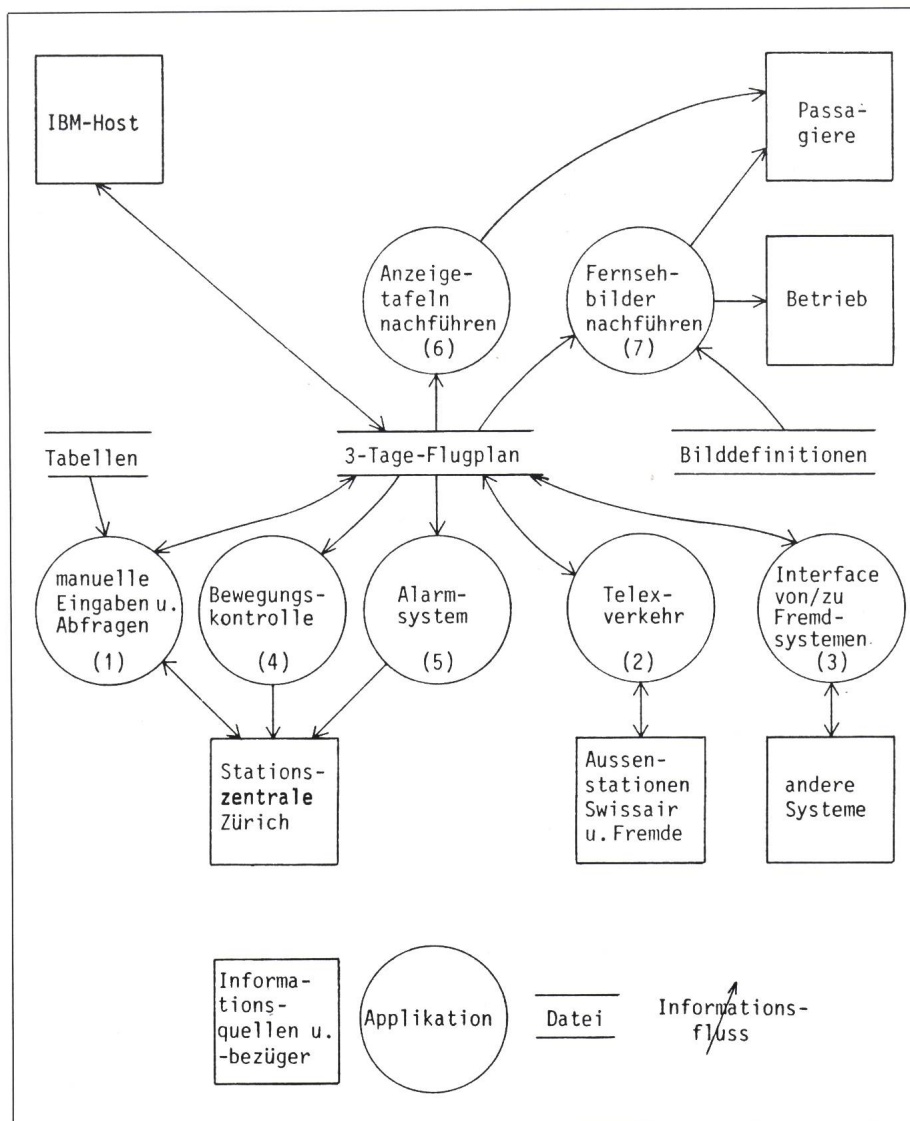 IBM-Host
Passa-
giere
Anzeige-
tafeln
nachführen
(6)
Fernseh-
bilder
nachführen
(7)
Betrieb
Tabellen
3-Tage-Flugplan
Bilddefinitionen
manuelle
Eingaben u.
Abfragen
(1)
Bewegungs-
kontrolle
(4)
Alarm-
system
(5)
Telex-
verkehr
(2)
Interface
von/zu
Fremd-
systemen
(3)
Stations-
zentrale
Zürich
Aussen-
stationen
Swissair
u. Fremde
andere
Systeme
Informa-
tions-
quellen u.
-bezüger
Applikation
Datei
Informations-
fluss